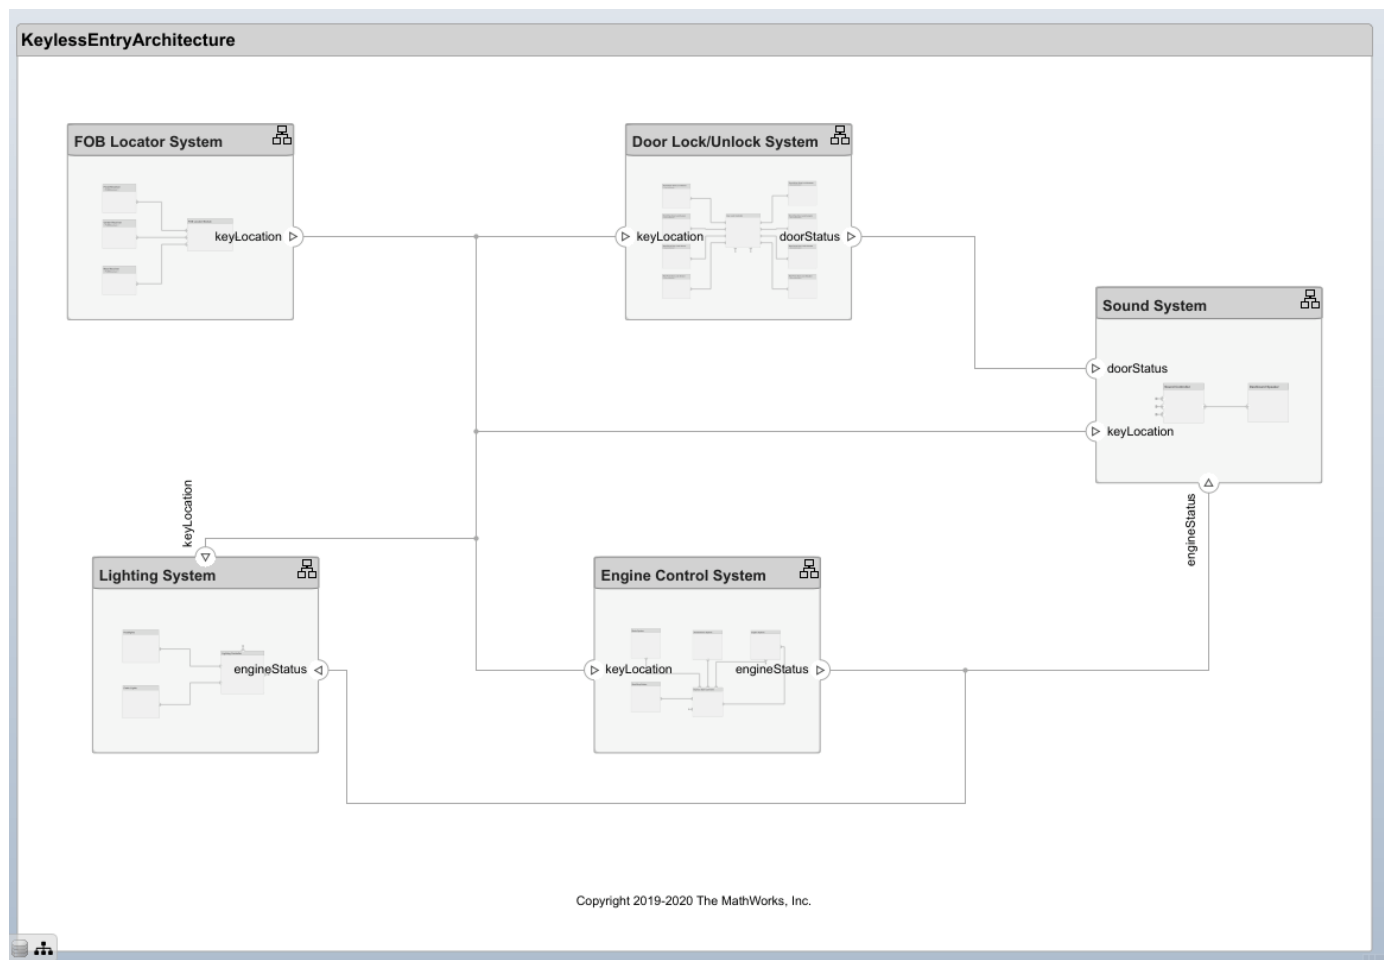 KeylessEntryArchitecture
FOB Locator System
keyLocation
Door Lock/Unlock System
keyLocation
doorStatus
Sound System
doorStatus
keyLocation
engineStatus
keyLocation
Lighting System
engineStatus
Engine Control System
keyLocation
engineStatus
Copyright 2019-2020 The MathWorks, Inc.